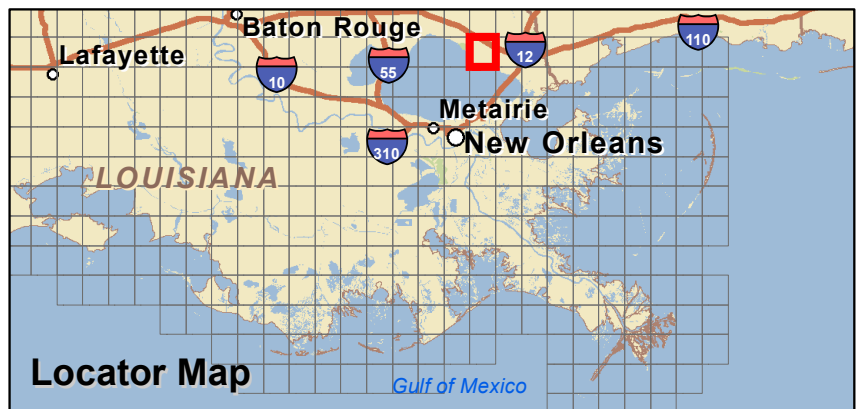 Baton Rouge
Lafayette
110
12
55
10
Metairie
New Orleans
310
LOUISIANA
Locator Map
Gulf of Mexico